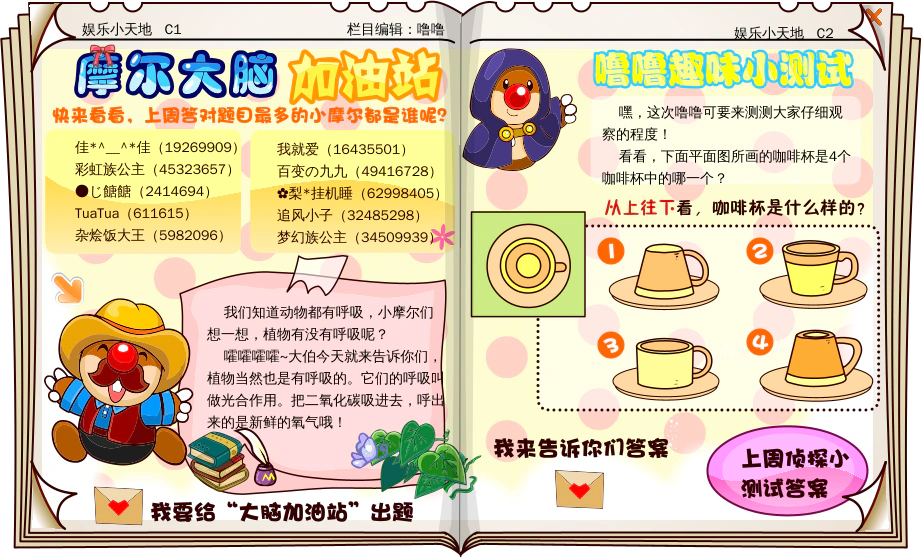 娱乐小天地 C1
栏目编辑：噜噜
摩尔大脑 加油站
快来看看，上周答对题目最多的小摩尔都是谁呢？
佳*^__^*佳（19269909）
彩虹族公主（45323657）
●じ餹餹（2414694）
TuaTua（611615）
杂烩饭大王（5982096）
我就爱（16435501）
百变の九九（49416728）
✿梨*挂机睡（62998405）
追风小子（32485298）
梦幻族公主（34509939）
我们知道动物都有呼吸，小摩尔们
想一想，植物有没有呼吸呢？
嚯嚯嚯嚯~大伯今天就来告诉你们，
植物当然也是有呼吸的。它们的呼吸叫
做光合作用。把二氧化碳吸进去，呼出
来的是新鲜的氧气哦！
我要给“大脑加油站”出题
娱乐小天地 C2
噜噜趣味小测试
嘿，这次噜噜可要来测测大家仔细观
察的程度！
看看，下面平面图所画的咖啡杯是4个
咖啡杯中的哪一个？
从上往下看，咖啡杯是什么样的？
1
2
3
4
我来告诉你们答案
上周侦探小
测试答案